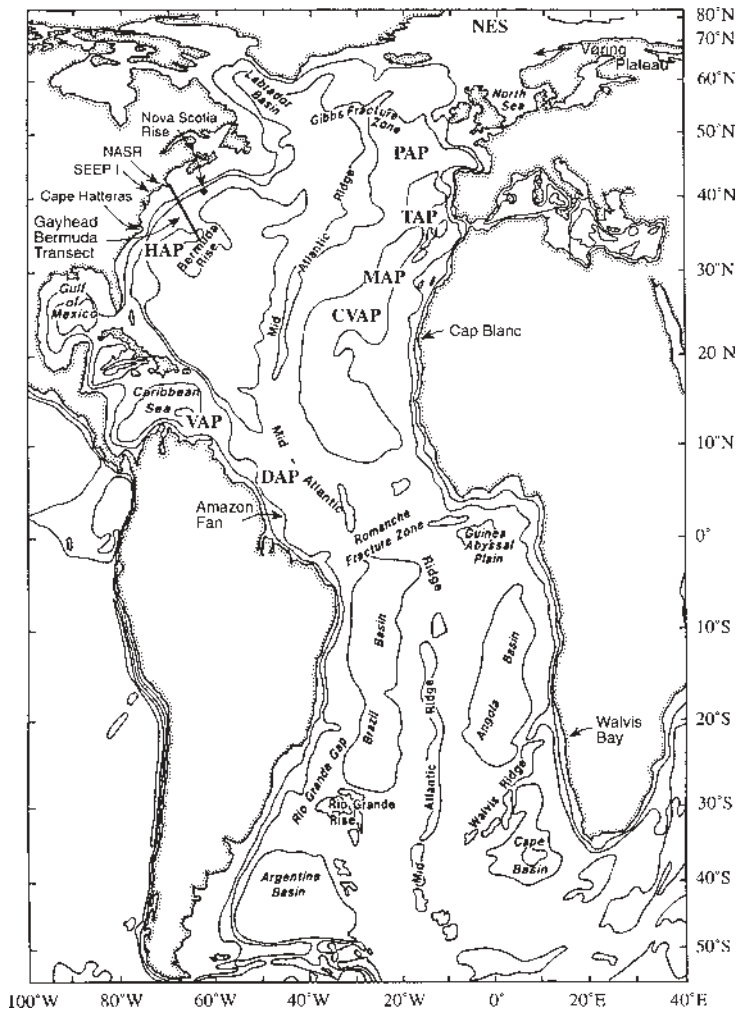 NES
80°N
70°N
Vøring
Plateau
60°N
Labrador
Basin
North
Sea
Nova Scotia
Rise
Gibbs Fracture
Zone
50°N
NASR
SEEP I
PAP
Cape Hatteras
40°N
Gayhead
Bermuda
Transect
HAP
Bermuda
Rise
Mid
Atlantic
Ridge
TAP
30°N
MAP
Gulf
of
Mexico
CVAP
Cap Blanc
20°N
Caribbean
Sea
VAP
Mid
-
Atlantic
10°N
DAP
Amazon
Fan
Romanche
Fracture Zone
Guinea
Abyssal
Plain
0°
Ridge
Brazil
Basin
Angola
Basin
10°S
Mid
Atlantic
Ridge
20°S
Walvis
Bay
Rio Grande Gap
Walvis Ridge
30°S
Rio Grande
Rise
Cape
Basin
40°S
Argentine
Basin
50°S
100°W 80°W 60°W 40°W 20°W 0° 20°E 40°E